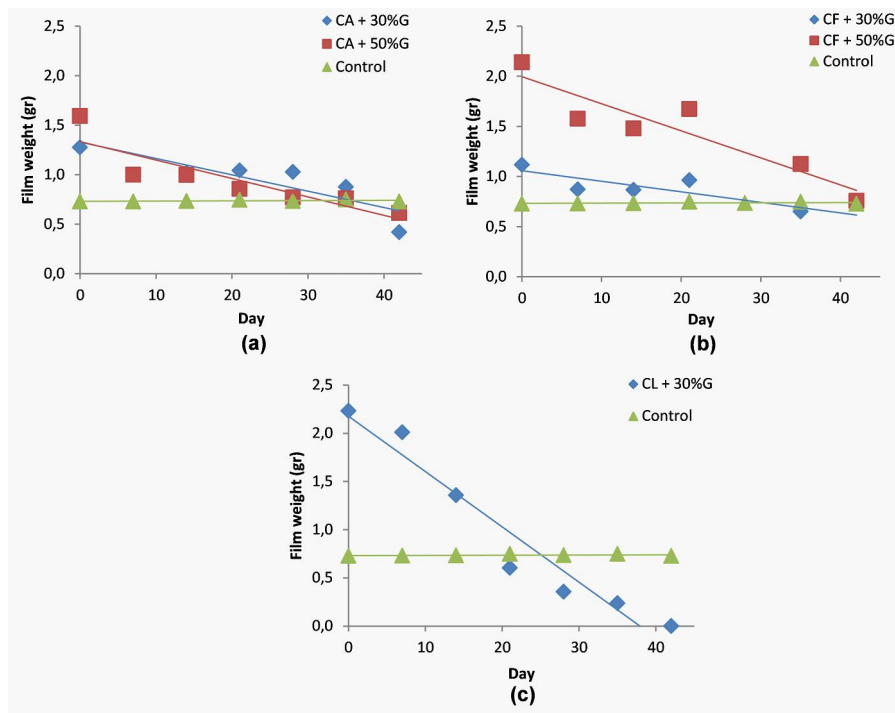 2,5
2,0
1,5
1,0
0,5
0,0
Film weight (gr)
0
10
20
30
40
Day
CA + 30%G
CA + 50%G
Control
(a)
2,5
2,0
1,5
1,0
0,5
0,0
Film weight (gr)
0
10
20
30
40
Day
CF + 30%G
CF + 50%G
Control
(b)
2,5
2,0
1,5
1,0
0,5
0,0
Film weight (gr)
0
10
20
30
40
Day
CL + 30%G
Control
(c)